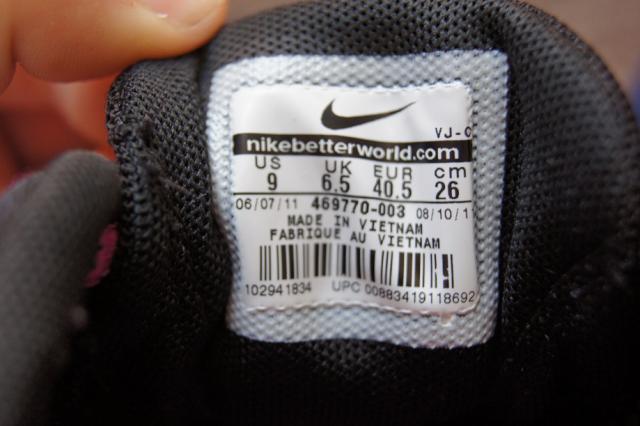 VJ-C
nikebetterworld.com
US UK EUR cm
9 6.5 40.5 26
06/07/11 469770-003 08/10/11
MADE IN VIETNAM
FABRIQUE AU VIETNAM
102941834 UPC 00883419118692